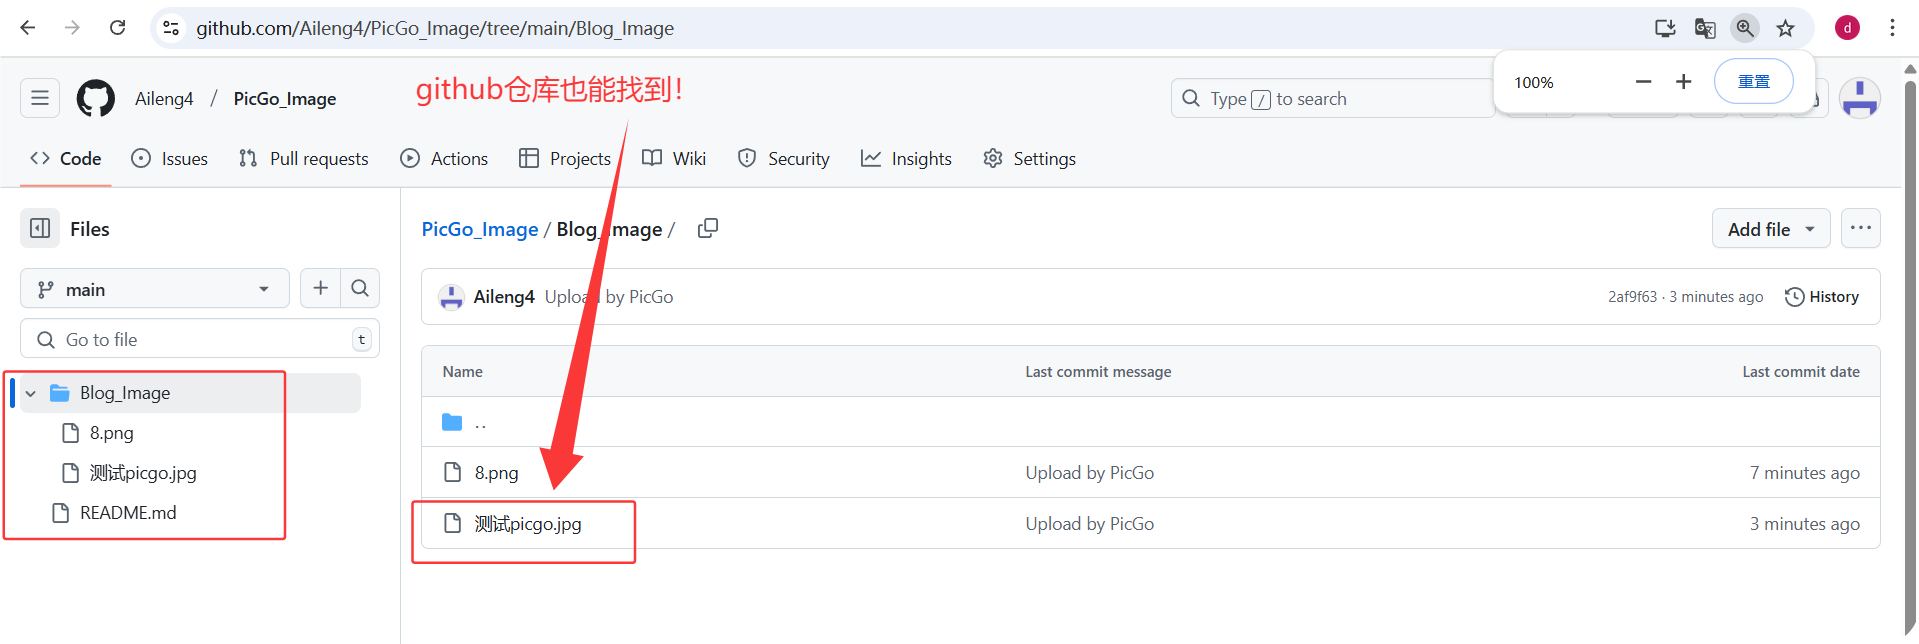 github.com/Aileng4/PicGo_Image/tree/main/Blog_Image
d
100%
重置
Aileng4 / PicGo_Image
github仓库也能找到！
Type / to search
Code
Issues
Pull requests
Actions
Projects
Wiki
Security
Insights
Settings
Files
main
Go to file
t
Blog_Image
8.png
测试picgo.jpg
README.md
PicGo_Image / Blog_Image /
Add file
Aileng4 Upload by PicGo
2af9f63 · 3 minutes ago
History
Name Last commit message Last commit date
..
8.png Upload by PicGo 7 minutes ago
测试picgo.jpg Upload by PicGo 3 minutes ago